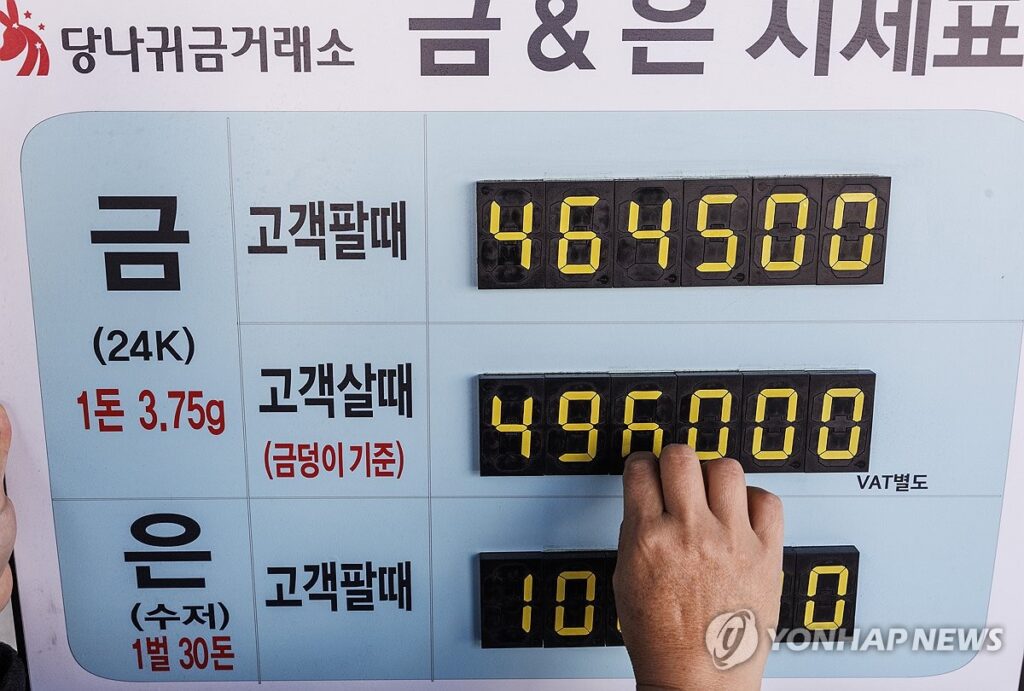 당나귀금거래소
금 & 은 시세표
금
(24K)
1돈 3.75g
고객팔때
464500
고객살때
(금덩이 기준)
496000
VAT별도
은
(수저)
1벌 30돈
고객팔때
YONHAP NEWS